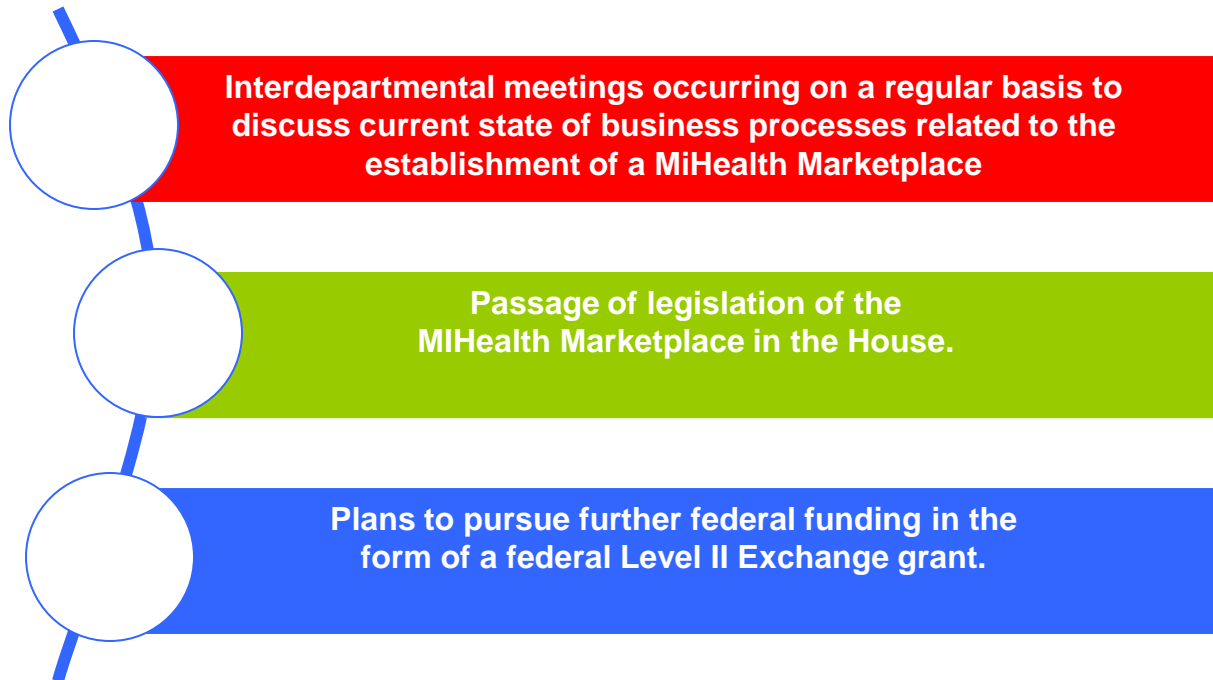 Interdepartmental meetings occurring on a regular basis to
discuss current state of business processes related to the
establishment of a MiHealth Marketplace
Passage of legislation of the
MIHealth Marketplace in the House.
Plans to pursue further federal funding in the
form of a federal Level II Exchange grant.